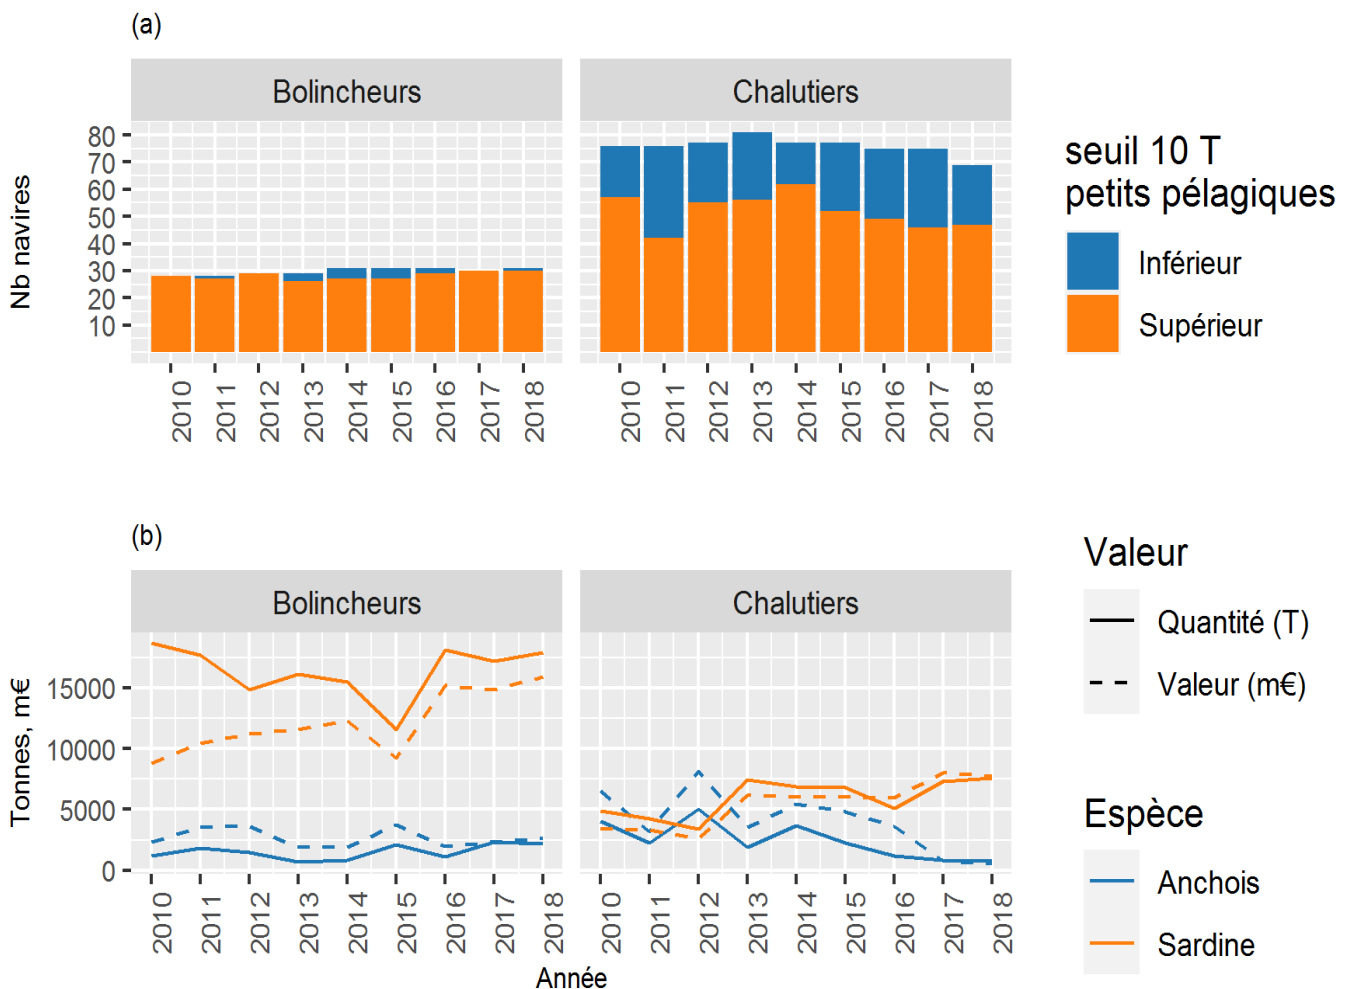 (a)
Bolincheurs
Chalutiers
Nb navires
80
70
60
50
40
30
20
10
2010
2011
2012
2013
2014
2015
2016
2017
2018
2010
2011
2012
2013
2014
2015
2016
2017
2018
seuil 10 T
petits pélagiques
Inférieur
Supérieur
(b)
Bolincheurs
Chalutiers
Tonnes, m€
15000
10000
5000
0
2010
2011
2012
2013
2014
2015
2016
2017
2018
2010
2011
2012
2013
2014
2015
2016
2017
2018
Année
Valeur
Quantité (T)
Valeur (m€)
Espèce
Anchois
Sardine